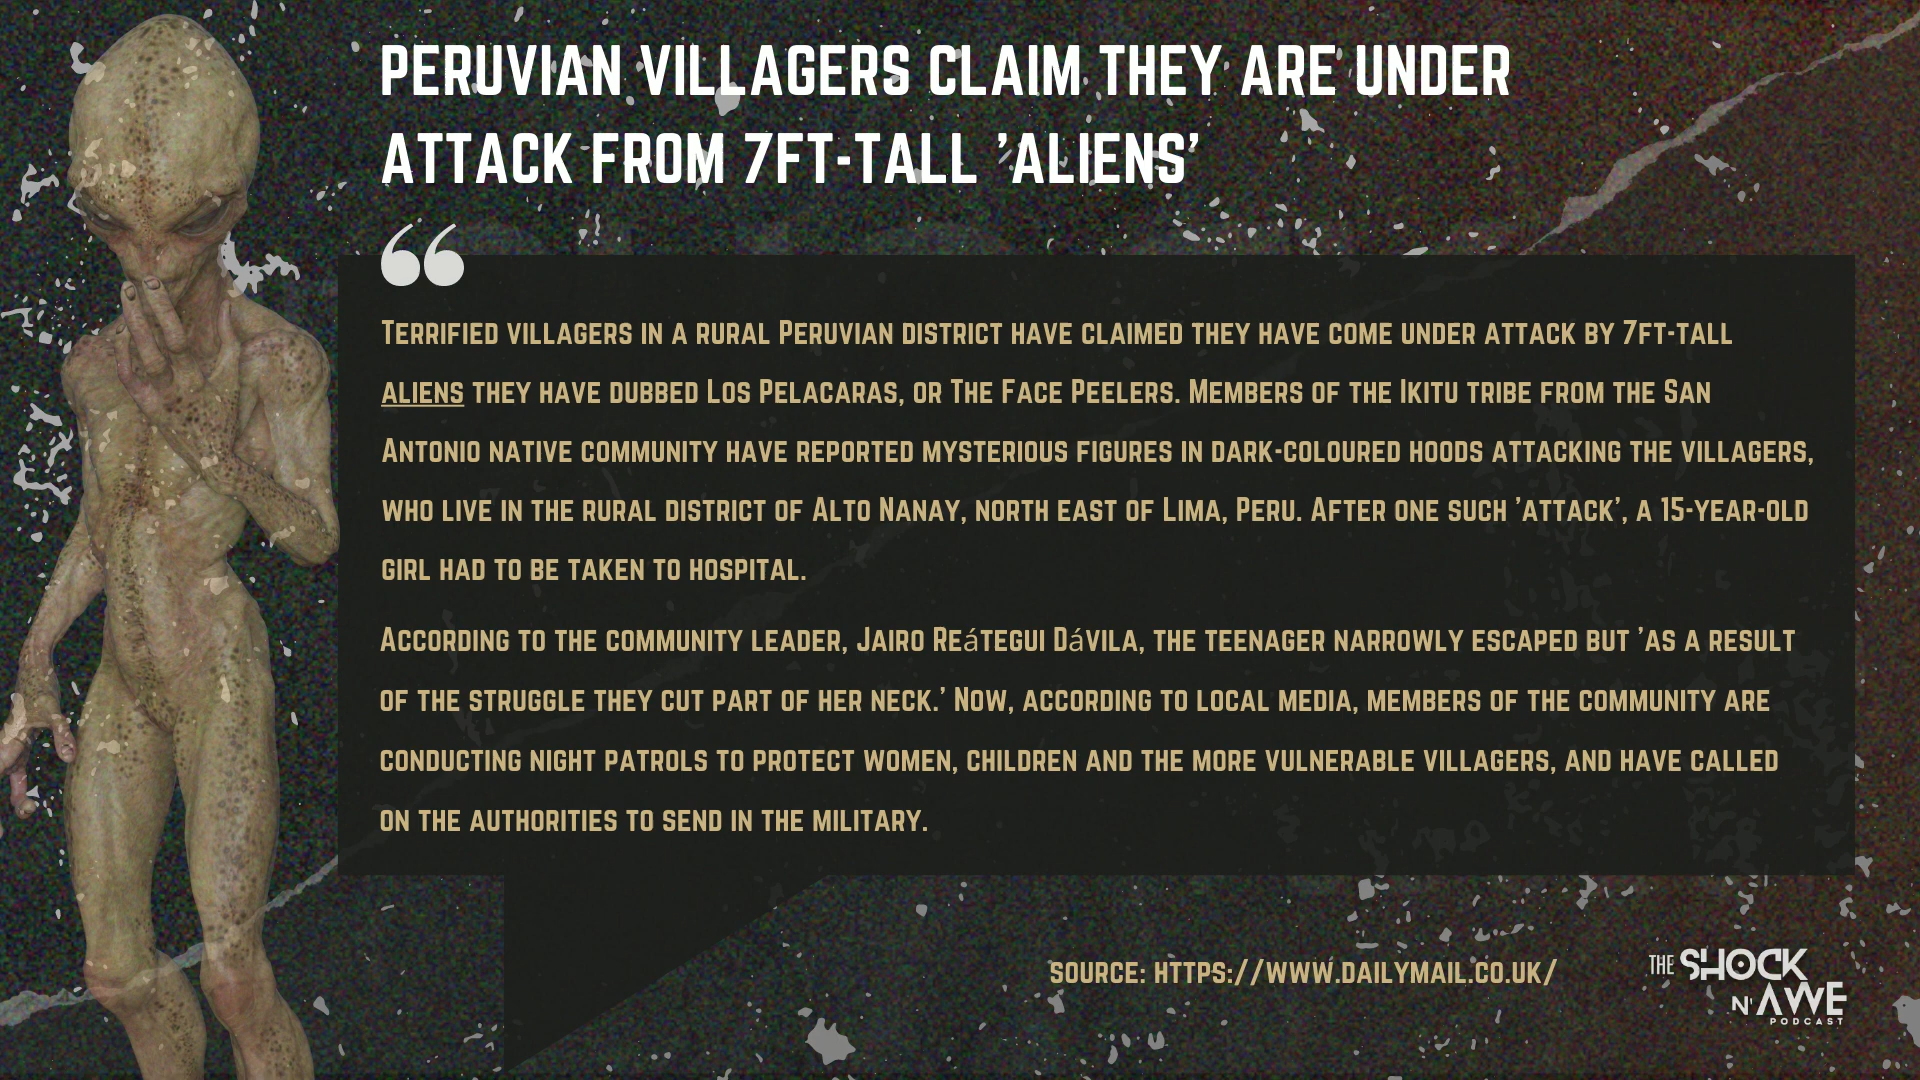 PERUVIAN VILLAGERS CLAIM THEY ARE UNDER
ATTACK FROM 7FT-TALL 'ALIENS'
“
Terrified villagers in a rural Peruvian district have claimed they have come under attack by 7ft-tall
aliens they have dubbed Los Pelacaras, or The Face Peelers. Members of the Ikitu tribe from the San
Antonio native community have reported mysterious figures in dark-coloured hoods attacking the villagers,
who live in the rural district of Alto Nanay, north east of Lima, Peru. After one such 'attack', a 15-year-old
girl had to be taken to hospital.
According to the community leader, Jairo Reátegui Dávila, the teenager narrowly escaped but 'as a result
of the struggle they cut part of her neck.' Now, according to local media, members of the community are
conducting night patrols to protect women, children and the more vulnerable villagers, and have called
on the authorities to send in the military.
source: https://www.dailymail.co.uk/
THE SHOCK
N' AWE
PODCAST